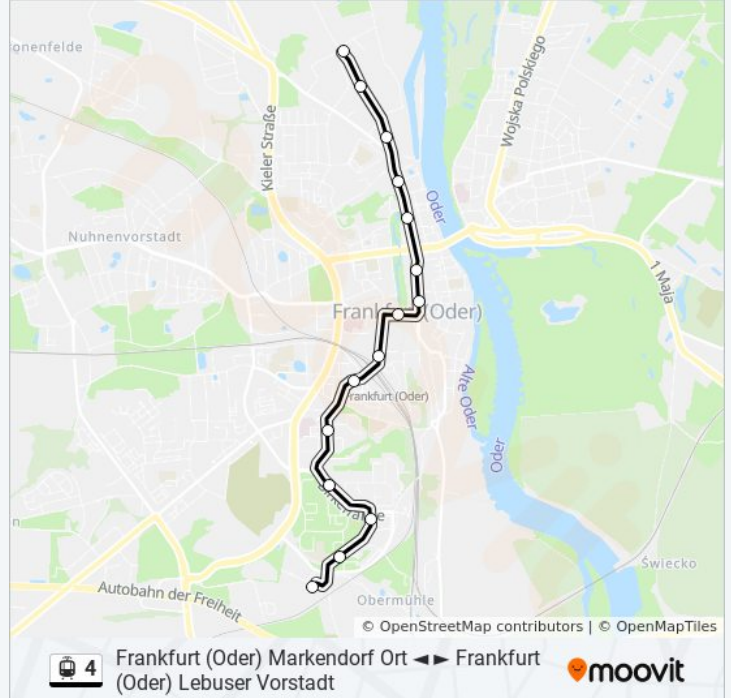 onenfelde
Wojska Polskiego
Kieler Straße
Oder
Nuhnenvorstadt
1 Maja
Frankfurt (Oder)
rankfurt (Oder)
Alte Oder
Oder
n
Świecko
Autobahn der Freiheit
Obermühle
© OpenStreetMap contributors | © OpenMapTiles
4
Frankfurt (Oder) Markendorf Ort ◄► Frankfurt
(Oder) Lebuser Vorstadt
moovit